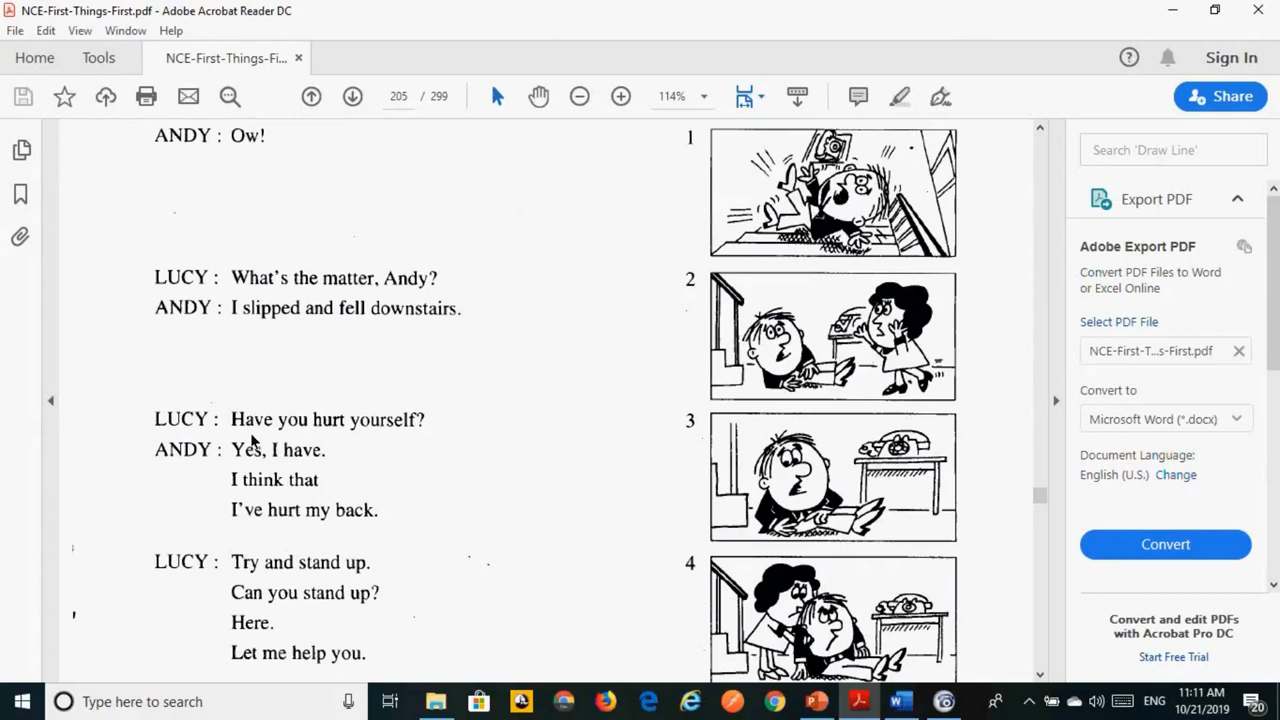 NCE-First-Things-First.pdf - Adobe Acrobat Reader DC
File Edit View Window Help
Home Tools NCE-First-Things-Fi... × Sign In
205 / 299 114% Share
ANDY : Ow!
1
LUCY : What's the matter, Andy?
ANDY : I slipped and fell downstairs.
2
LUCY : Have you hurt yourself?
ANDY : Yes, I have.
I think that
I've hurt my back.
3
LUCY : Try and stand up.
Can you stand up?
Here.
Let me help you.
4
Search 'Draw Line'
Export PDF
Adobe Export PDF
Convert PDF Files to Word
or Excel Online
Select PDF File
NCE-First-T...s-First.pdf ×
Convert to
Microsoft Word (*.docx)
Document Language:
English (U.S.) Change
Convert
Convert and edit PDFs
with Acrobat Pro DC
Start Free Trial
Type here to search
ENG
11:11 AM
10/21/2019
20